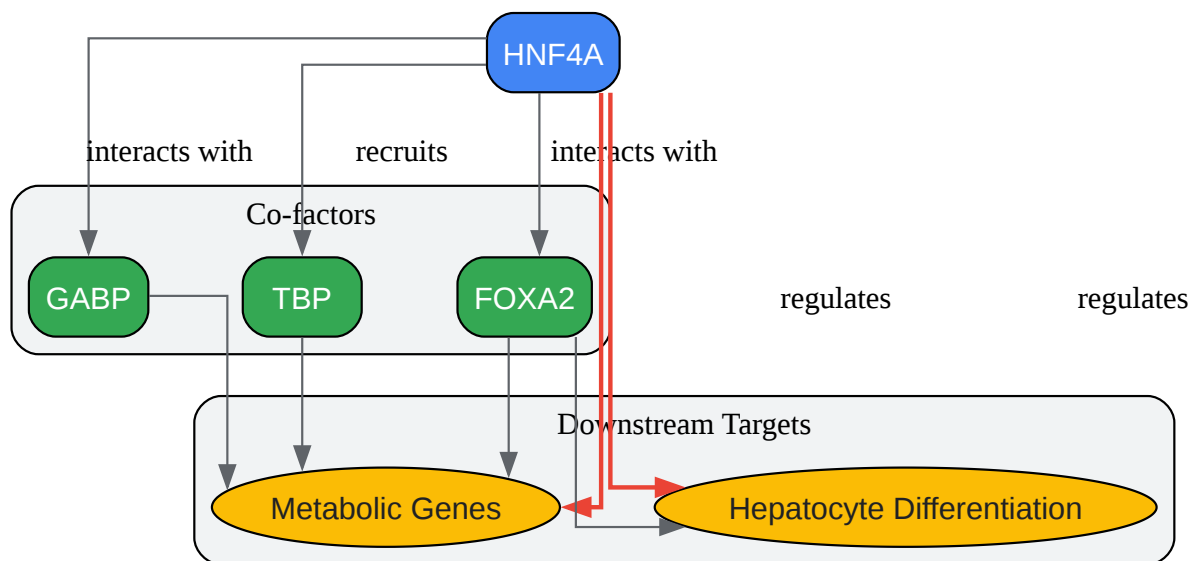 HNF4A
interacts with
recruits
interacts with
Co-factors
GABP
TBP
FOXA2
regulates
regulates
Downstream Targets
Metabolic Genes
Hepatocyte Differentiation